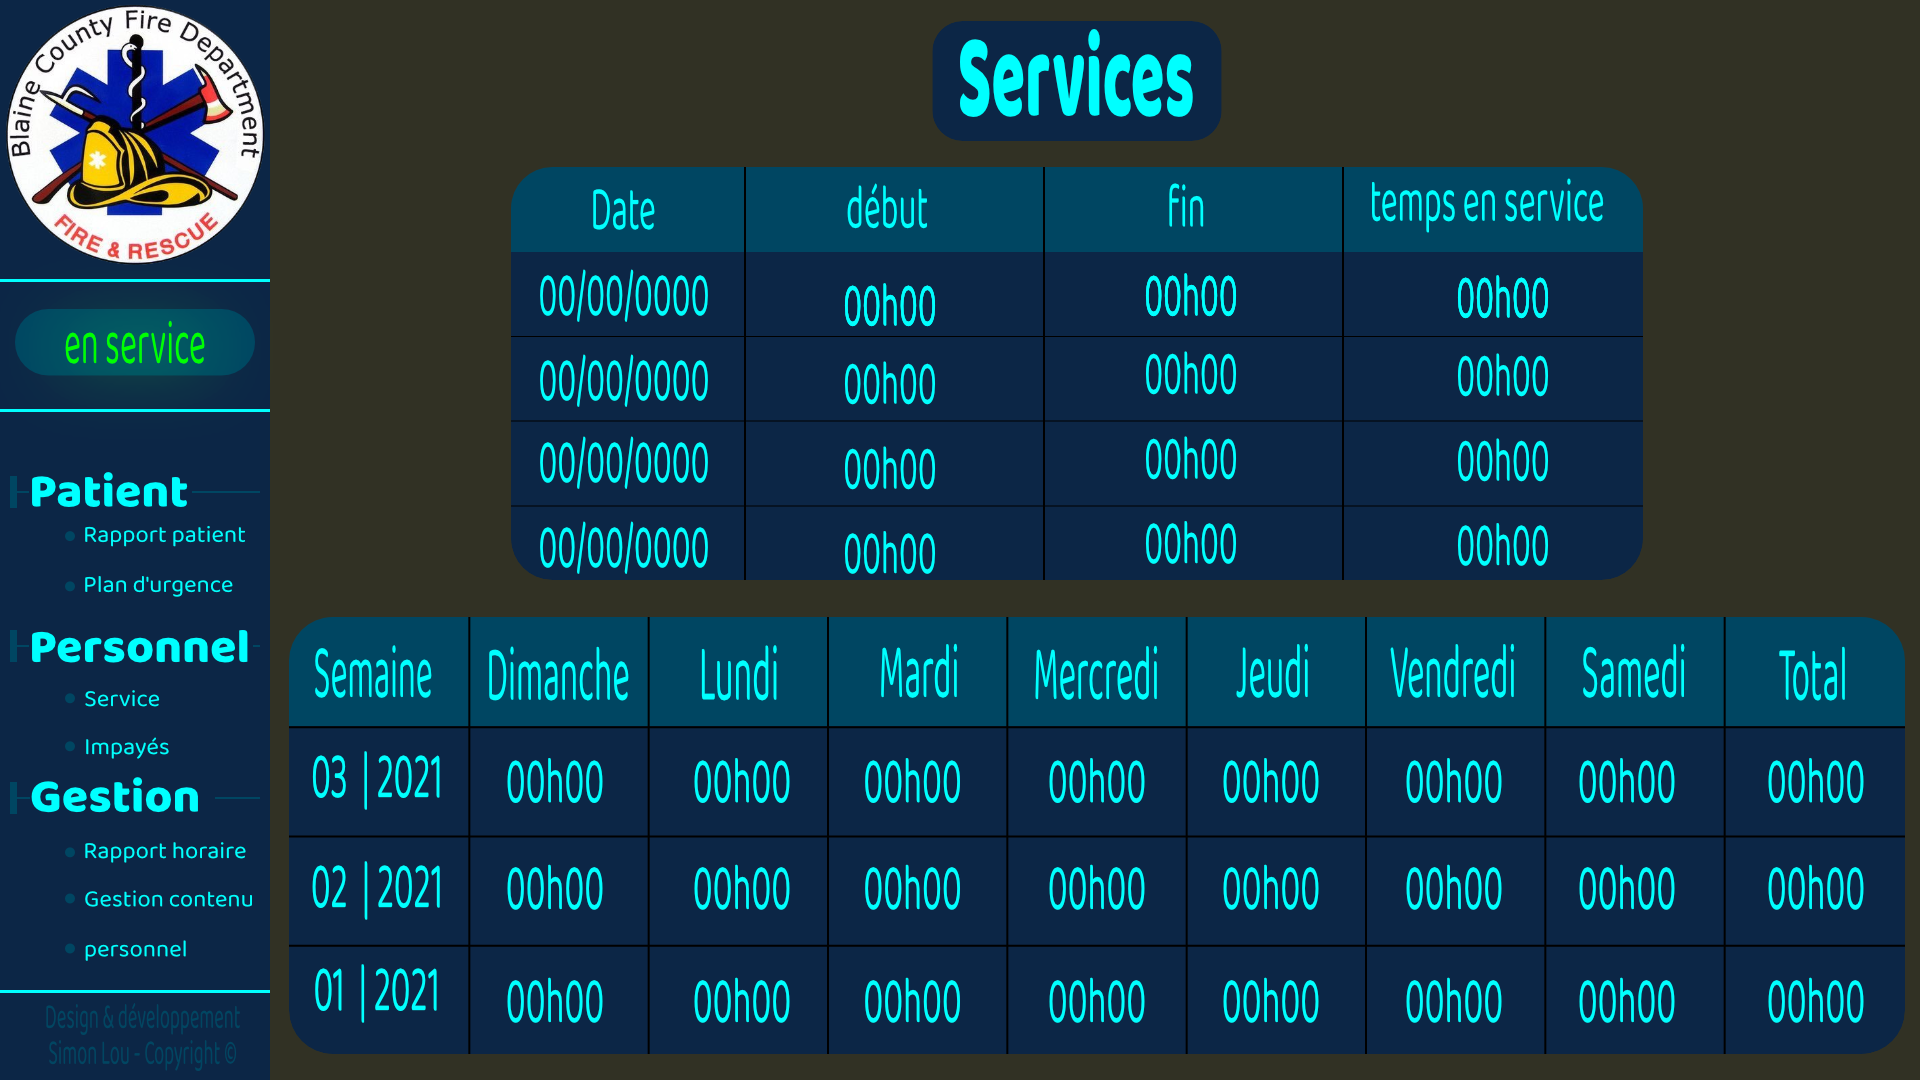 Blaine County Fire Department
FIRE & RESCUE
en service
Patient
Rapport patient
Plan d'urgence
Personnel
Service
Impayés
Gestion
Rapport horaire
Gestion contenu
personnel
Design & développement
Simon Lou - Copyright ©
Services
Date début fin temps en service
00/00/0000 00h00 00h00 00h00
00/00/0000 00h00 00h00 00h00
00/00/0000 00h00 00h00 00h00
00/00/0000 00h00 00h00 00h00
Semaine Dimanche Lundi Mardi Mercredi Jeudi Vendredi Samedi Total
03 | 2021 00h00 00h00 00h00 00h00 00h00 00h00 00h00 00h00
02 | 2021 00h00 00h00 00h00 00h00 00h00 00h00 00h00 00h00
01 | 2021 00h00 00h00 00h00 00h00 00h00 00h00 00h00 00h00